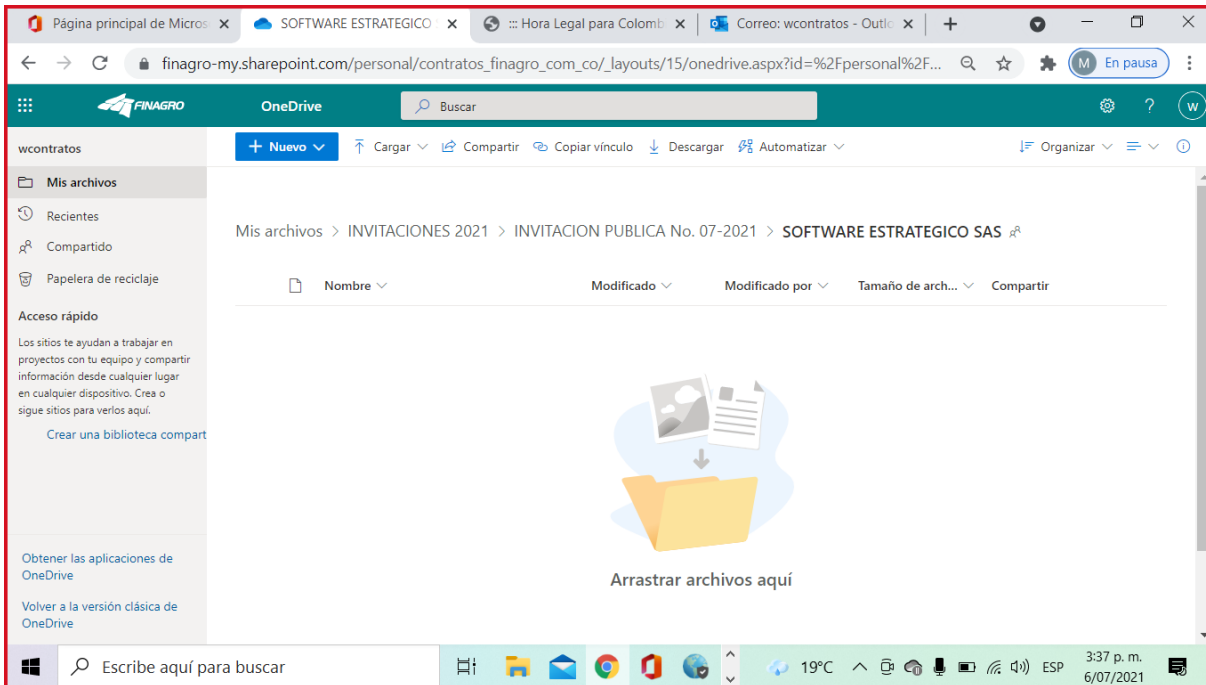 Página principal de Micros
SOFTWARE ESTRATEGICO
::: Hora Legal para Colomb
Correo: wcontratos - Outlo
finagro-my.sharepoint.com/personal/contratos_finagro_com_co/_layouts/15/onedrive.aspx?id=%2Fpersonal%2F...
M En pausa
FINAGRO
OneDrive
Buscar
? W
wcontratos
+ Nuevo
Cargar
Compartir
Copiar vínculo
Descargar
Automatizar
Organizar
Mis archivos
Recientes
Compartido
Papelera de reciclaje
Acceso rápido
Los sitios te ayudan a trabajar en
proyectos con tu equipo y compartir
información desde cualquier lugar
en cualquier dispositivo. Crea o
sigue sitios para verlos aquí.
Crear una biblioteca compart
Obtener las aplicaciones de
OneDrive
Volver a la versión clásica de
OneDrive
Mis archivos > INVITACIONES 2021 > INVITACION PUBLICA No. 07-2021 > SOFTWARE ESTRATEGICO SAS
Nombre Modificado Modificado por Tamaño de arch... Compartir
Arrastrar archivos aquí
Escribe aquí para buscar
19°C
ESP
3:37 p. m.
6/07/2021